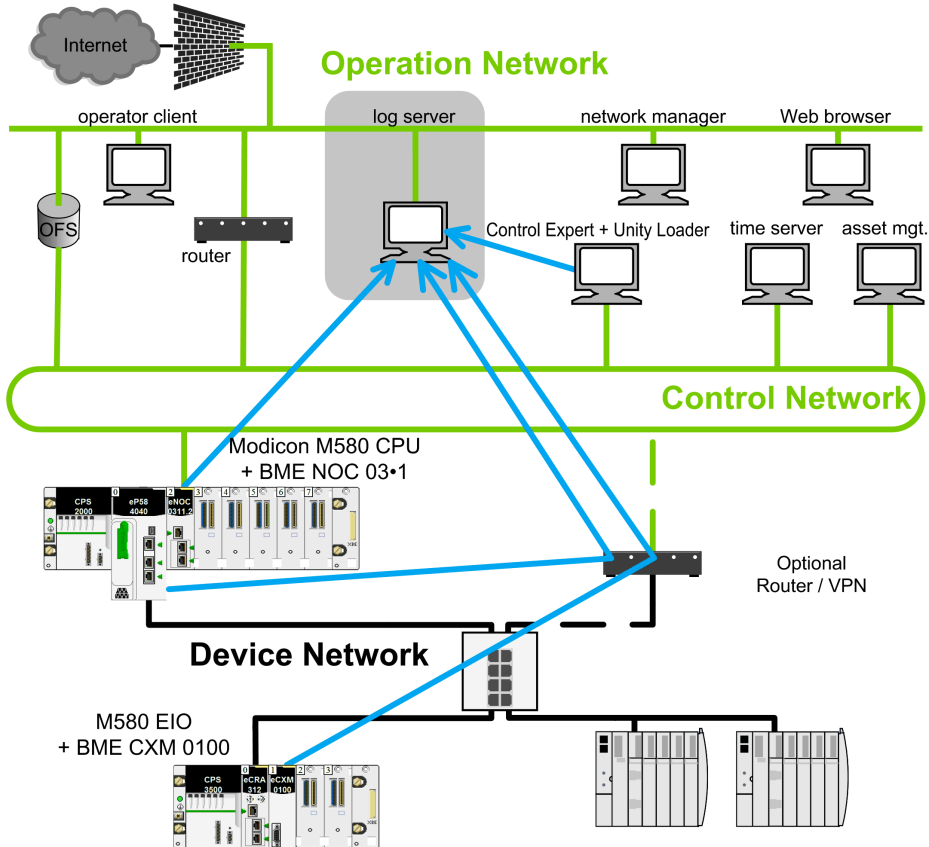 Internet
Operation Network
operator client
log server
network manager
Web browser
OFS
router
Control Expert + Unity Loader
time server
asset mgt.
Control Network
Modicon M580 CPU
+ BME NOC 03•1
CPS
2000
0
eP58
4040
2
eNOC
0311.2
3
4
5
6
7
XBE
Optional
Router / VPN
Device Network
M580 EIO
+ BME CXM 0100
CPS
3500
0
eCRA
312
1
eCXM
0100
2
3
XBE